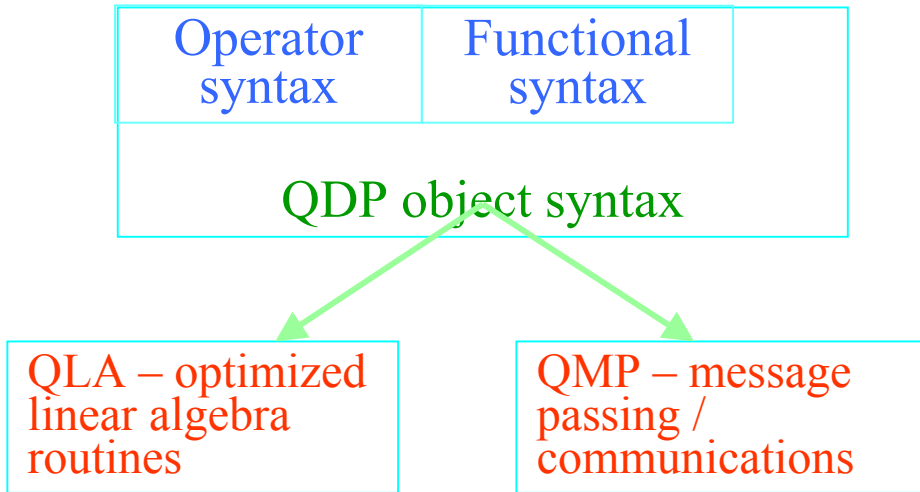 Operator
syntax
Functional
syntax
QDP object syntax
QLA – optimized
linear algebra
routines
QMP – message
passing /
communications